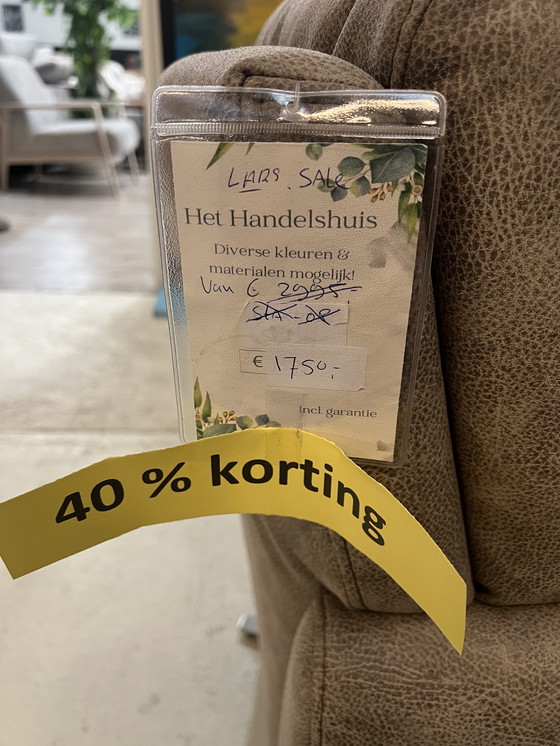 LARS. SALE
Het Handelshuis
Diverse kleuren &
materialen mogelijk!
Van € 2995,-
€ 1750,-
Incl. garantie
40 % korting